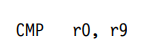 CMP r0, r9